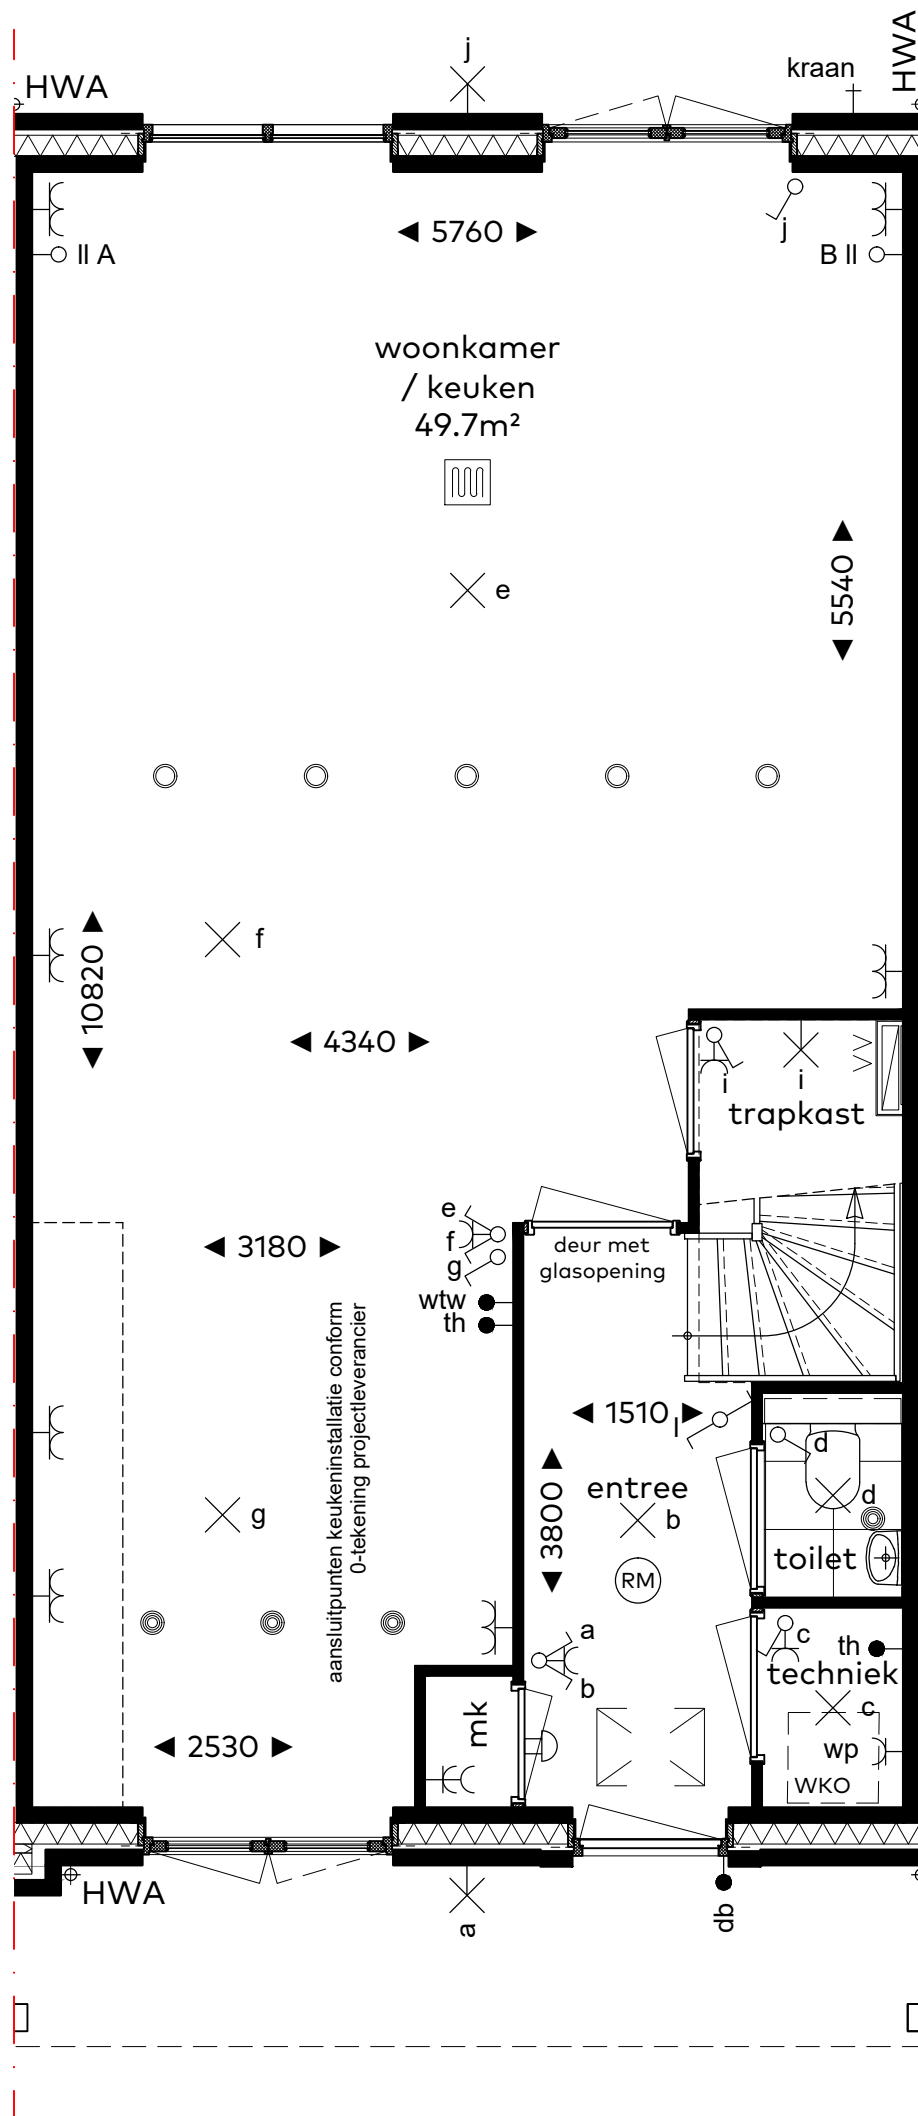 j
HWA
kraan
HWA
5760
j
II A
B II
woonkamer
/ keuken
49.7m²
5540
e
f
10820
4340
i
i
trapkast
e
f
g
3180
deur met
glasopening
wtw
th
aansluitpunten keukeninstallatie conform
0-tekening projectleverancier
1510
l
d
d
3800
entree
b
g
RM
toilet
a
b
c
th
techniek
c
mk
wp
WKO
2530
HWA
a
db